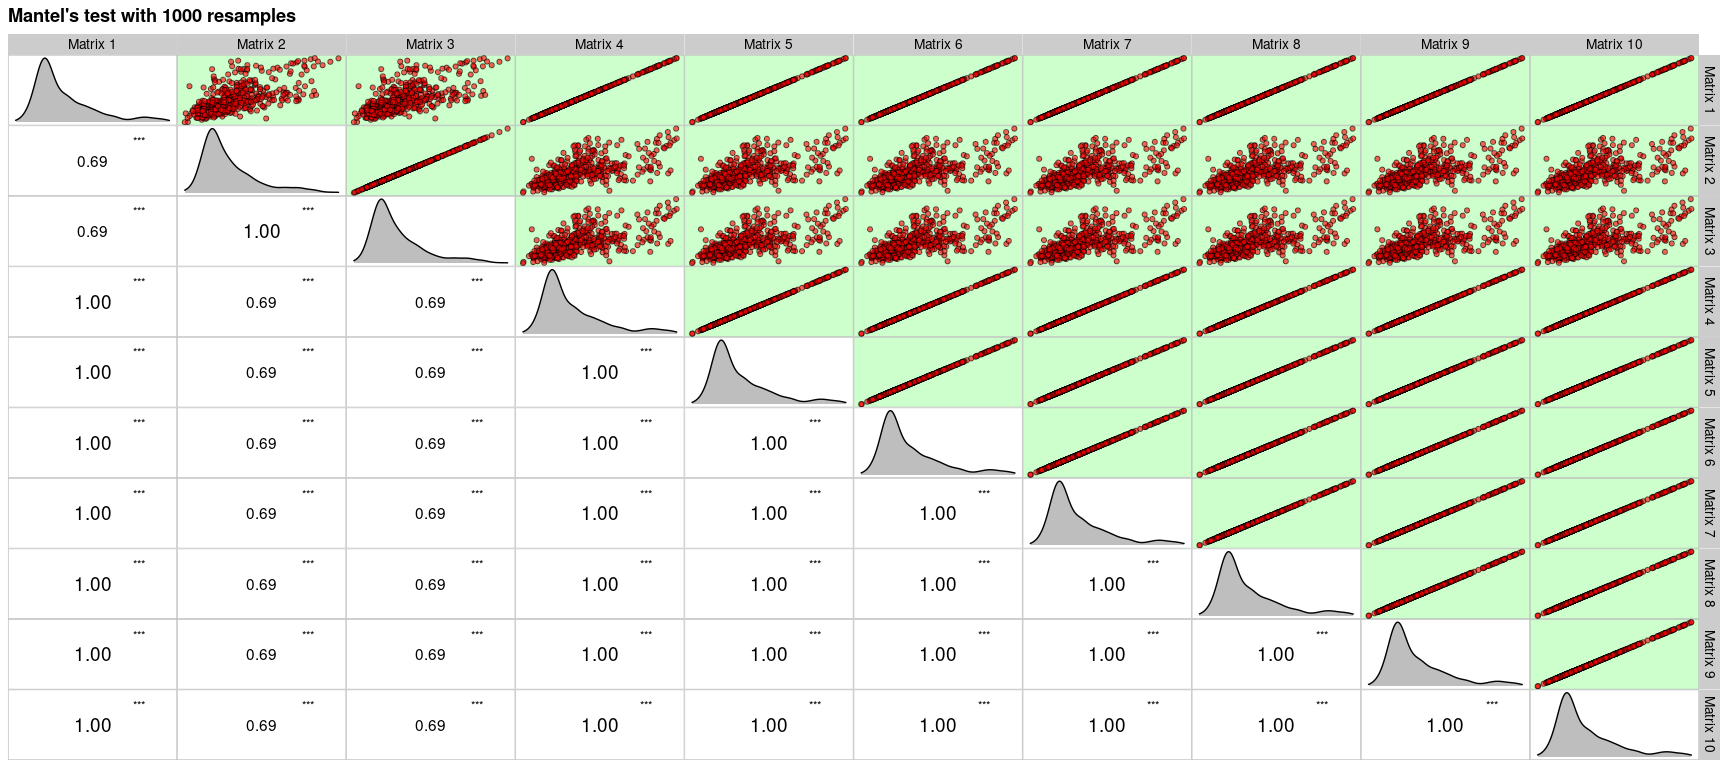 Mantel's test with 1000 resamples
Matrix 1 Matrix 2 Matrix 3 Matrix 4 Matrix 5 Matrix 6 Matrix 7 Matrix 8 Matrix 9 Matrix 10
Matrix 1
*** 
0.69
Matrix 2
*** ***
0.69 1.00
Matrix 3
*** *** ***
1.00 0.69 0.69
Matrix 4
*** *** *** ***
1.00 0.69 0.69 1.00
Matrix 5
*** *** *** *** ***
1.00 0.69 0.69 1.00 1.00
Matrix 6
*** *** *** *** *** ***
1.00 0.69 0.69 1.00 1.00 1.00
Matrix 7
*** *** *** *** *** *** ***
1.00 0.69 0.69 1.00 1.00 1.00 1.00
Matrix 8
*** *** *** *** *** *** *** ***
1.00 0.69 0.69 1.00 1.00 1.00 1.00 1.00
Matrix 9
*** *** *** *** *** *** *** *** ***
1.00 0.69 0.69 1.00 1.00 1.00 1.00 1.00 1.00
Matrix 10